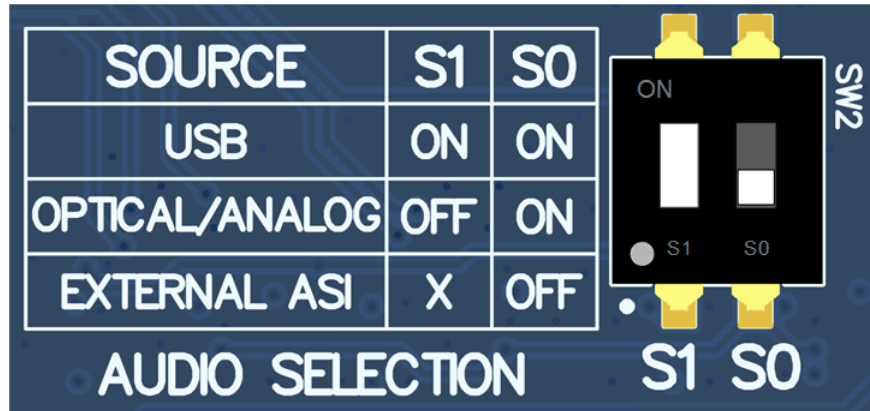 SOURCE S1 S0
USB ON ON
OPTICAL/ANALOG OFF ON
EXTERNAL ASI X OFF
AUDIO SELECTION
ON
S1 S0
S1 S0
SW2